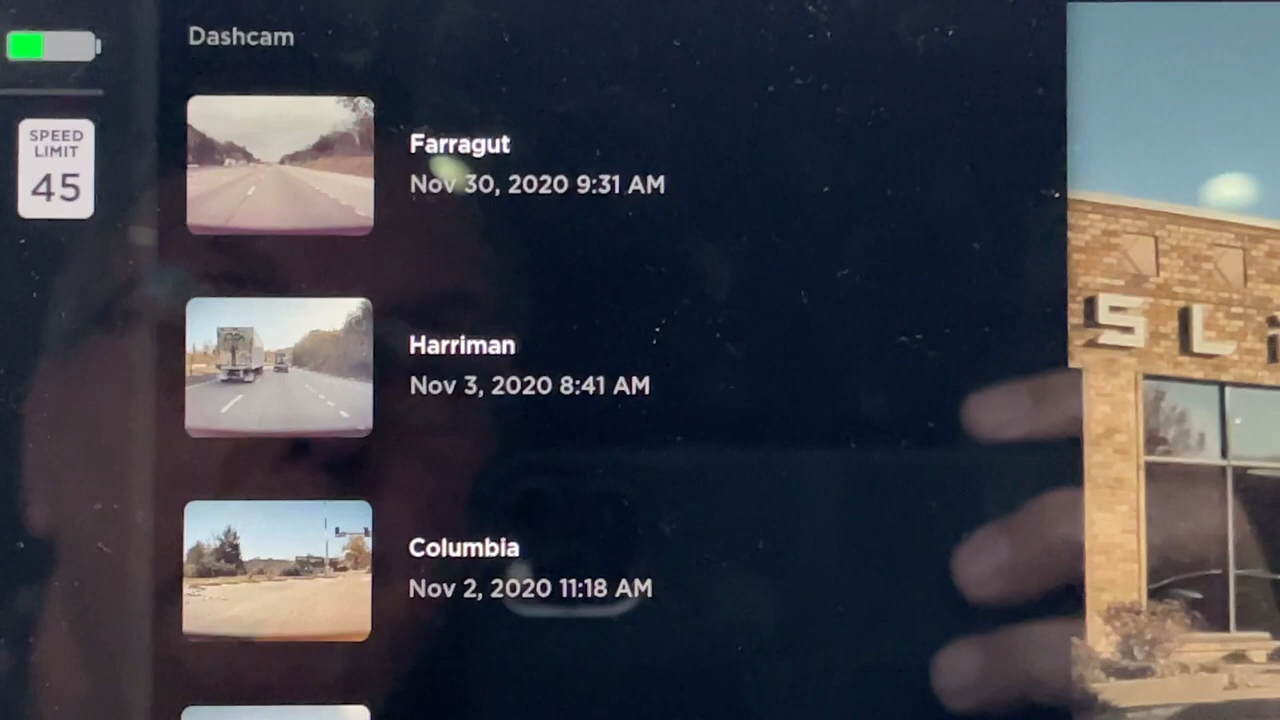 Dashcam
SPEED
LIMIT
45
Farragut
Nov 30, 2020 9:31 AM
Harriman
Nov 3, 2020 8:41 AM
Columbia
Nov 2, 2020 11:18 AM
SLi